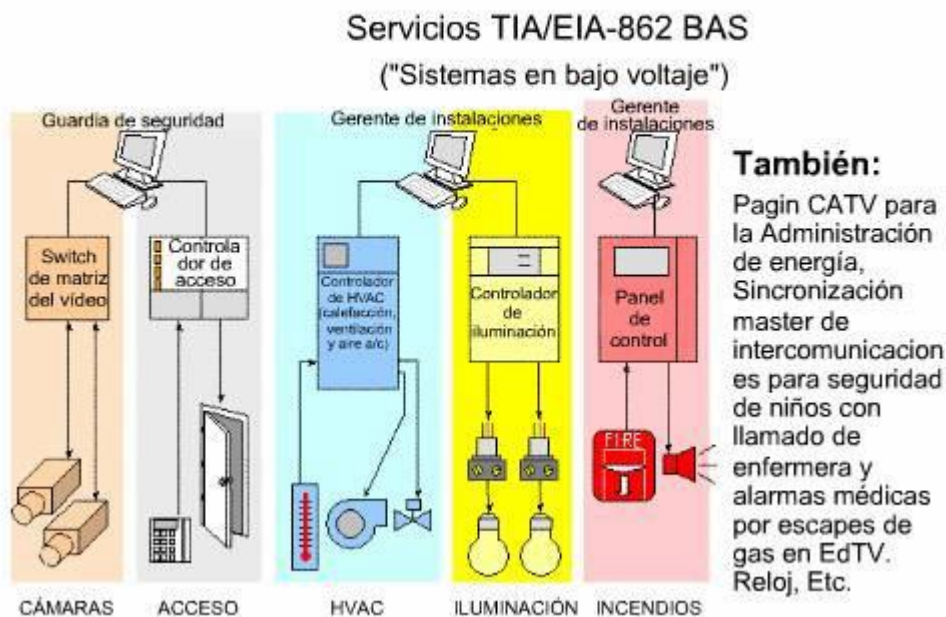 Servicios TIA/EIA-862 BAS
("Sistemas en bajo voltaje")
Guardia de seguridad
Gerente de instalaciones
Gerente
de instalaciones
Switch
de matriz
del vídeo
Controla
dor de
acceso
Controlador
de HVAC
(calefacción,
ventilación
y aire a/c)
Controlador
de
iluminación
Panel
de
control
FIRE
CÁMARAS
ACCESO
HVAC
ILUMINACIÓN
INCENDIOS
También:
Pagin CATV para
la Administración
de energía,
Sincronización
master de
intercomunicacion
es para seguridad
de niños con
llamado de
enfermera y
alarmas médicas
por escapes de
gas en EdTV.
Reloj, Etc.